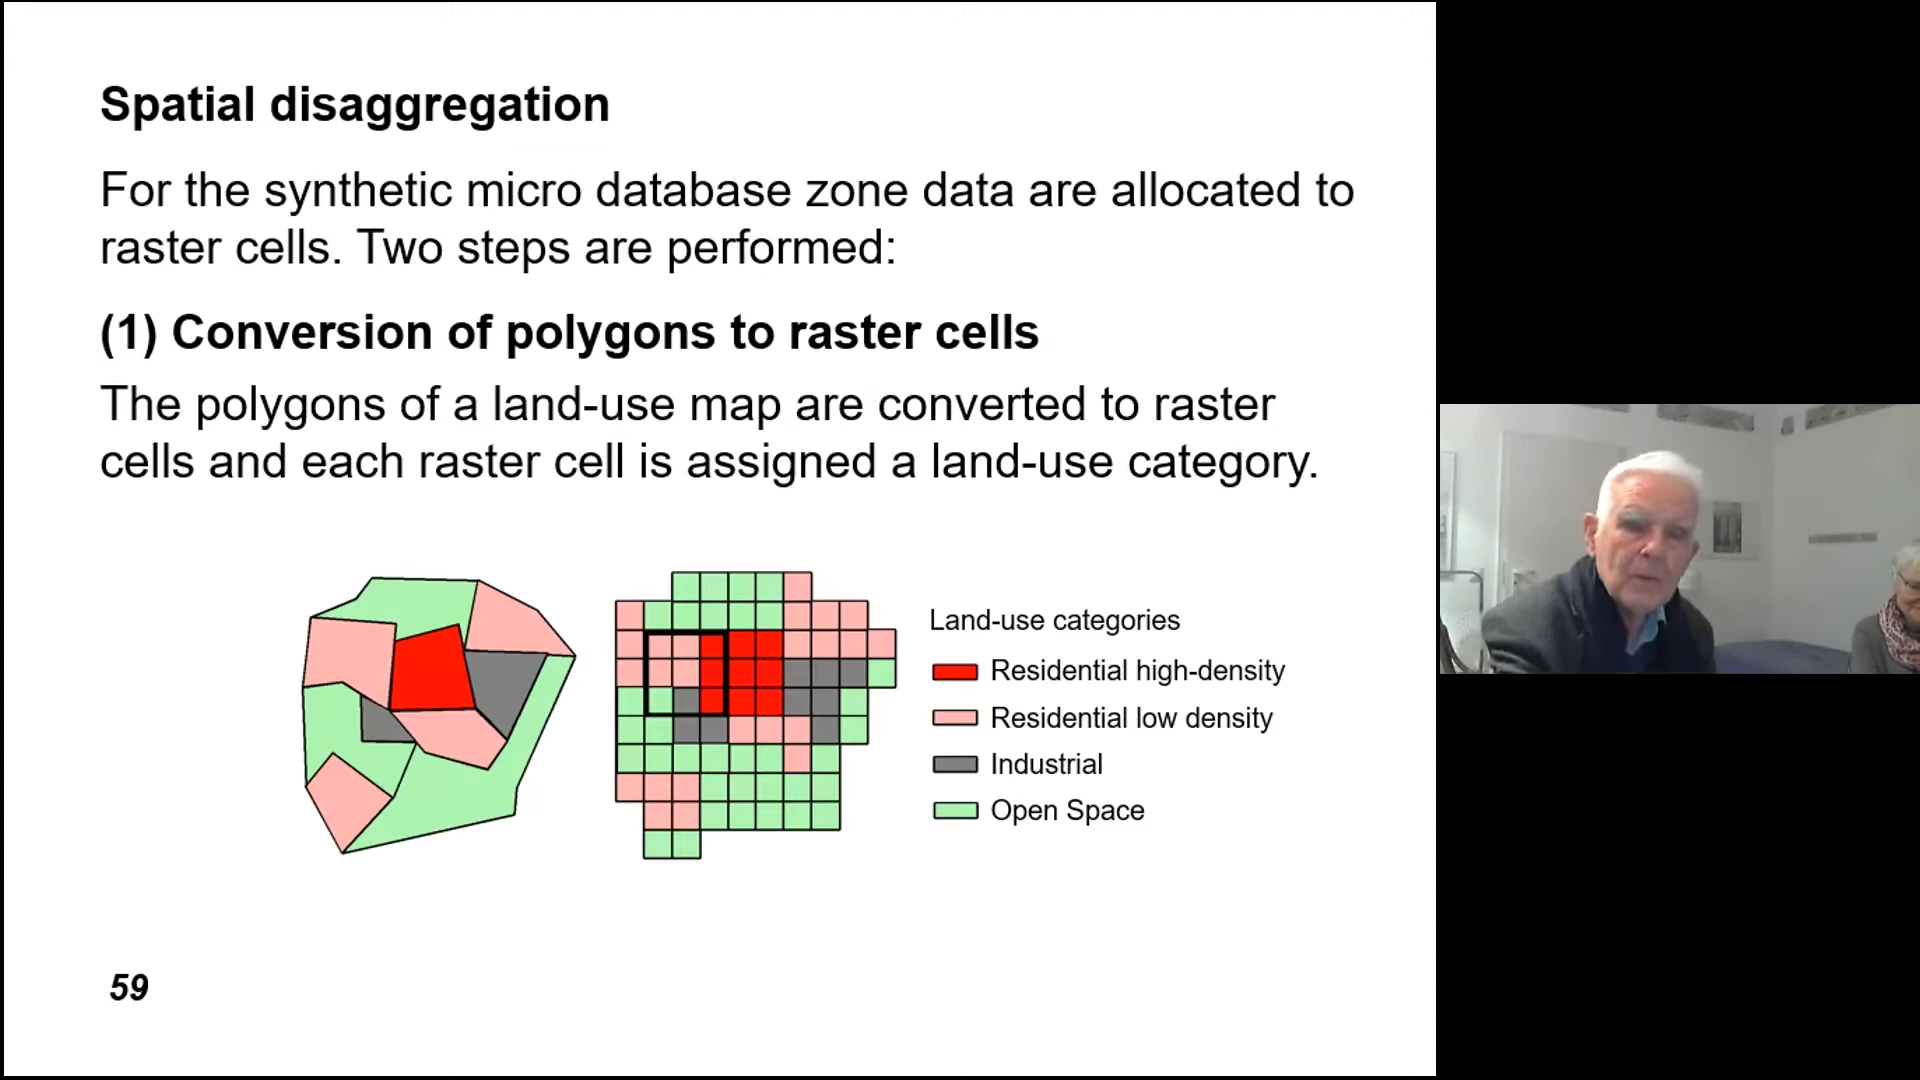 Spatial disaggregation
For the synthetic micro database zone data are allocated to
raster cells. Two steps are performed:
(1) Conversion of polygons to raster cells
The polygons of a land-use map are converted to raster
cells and each raster cell is assigned a land-use category.
Land-use categories
Residential high-density
Residential low density
Industrial
Open Space
59